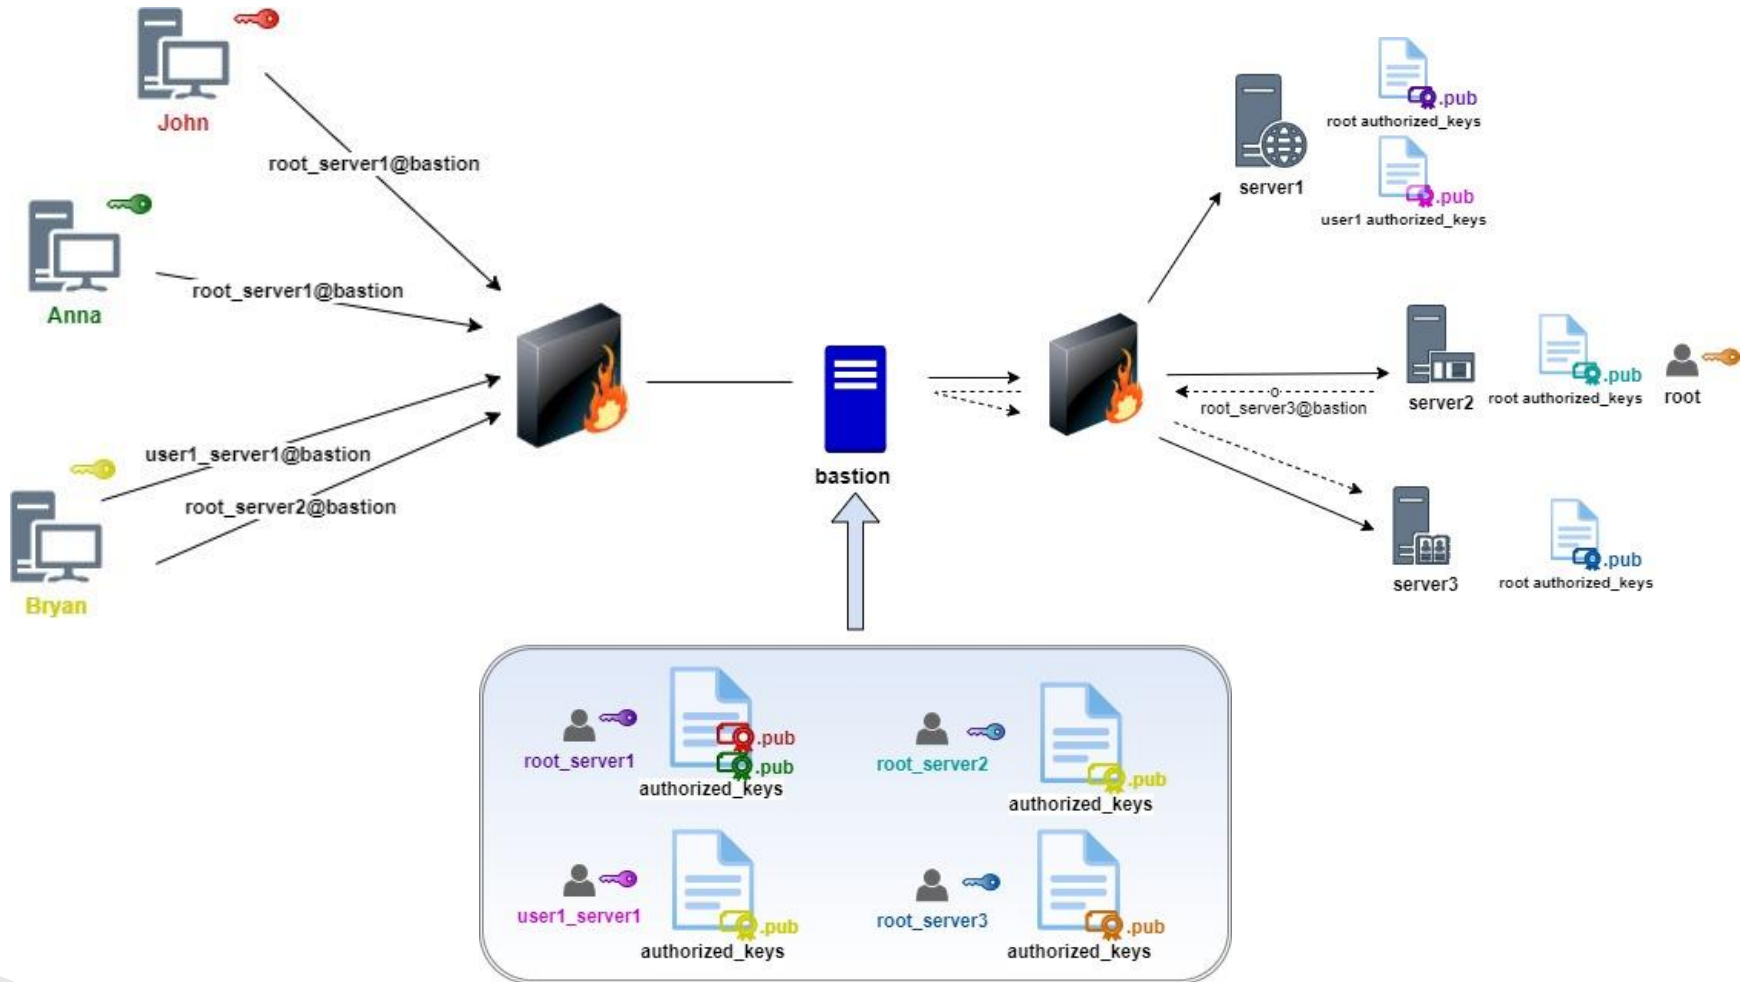 John
root_server1@bastion
Anna
root_server1@bastion
Bryan
user1_server1@bastion
root_server2@bastion
bastion
server1
.pub
root authorized_keys
.pub
user1 authorized_keys
server2
.pub
root authorized_keys
root
root_server3@bastion
server3
.pub
root authorized_keys
root_server1
.pub
.pub
authorized_keys
root_server2
.pub
authorized_keys
user1_server1
.pub
authorized_keys
root_server3
.pub
authorized_keys